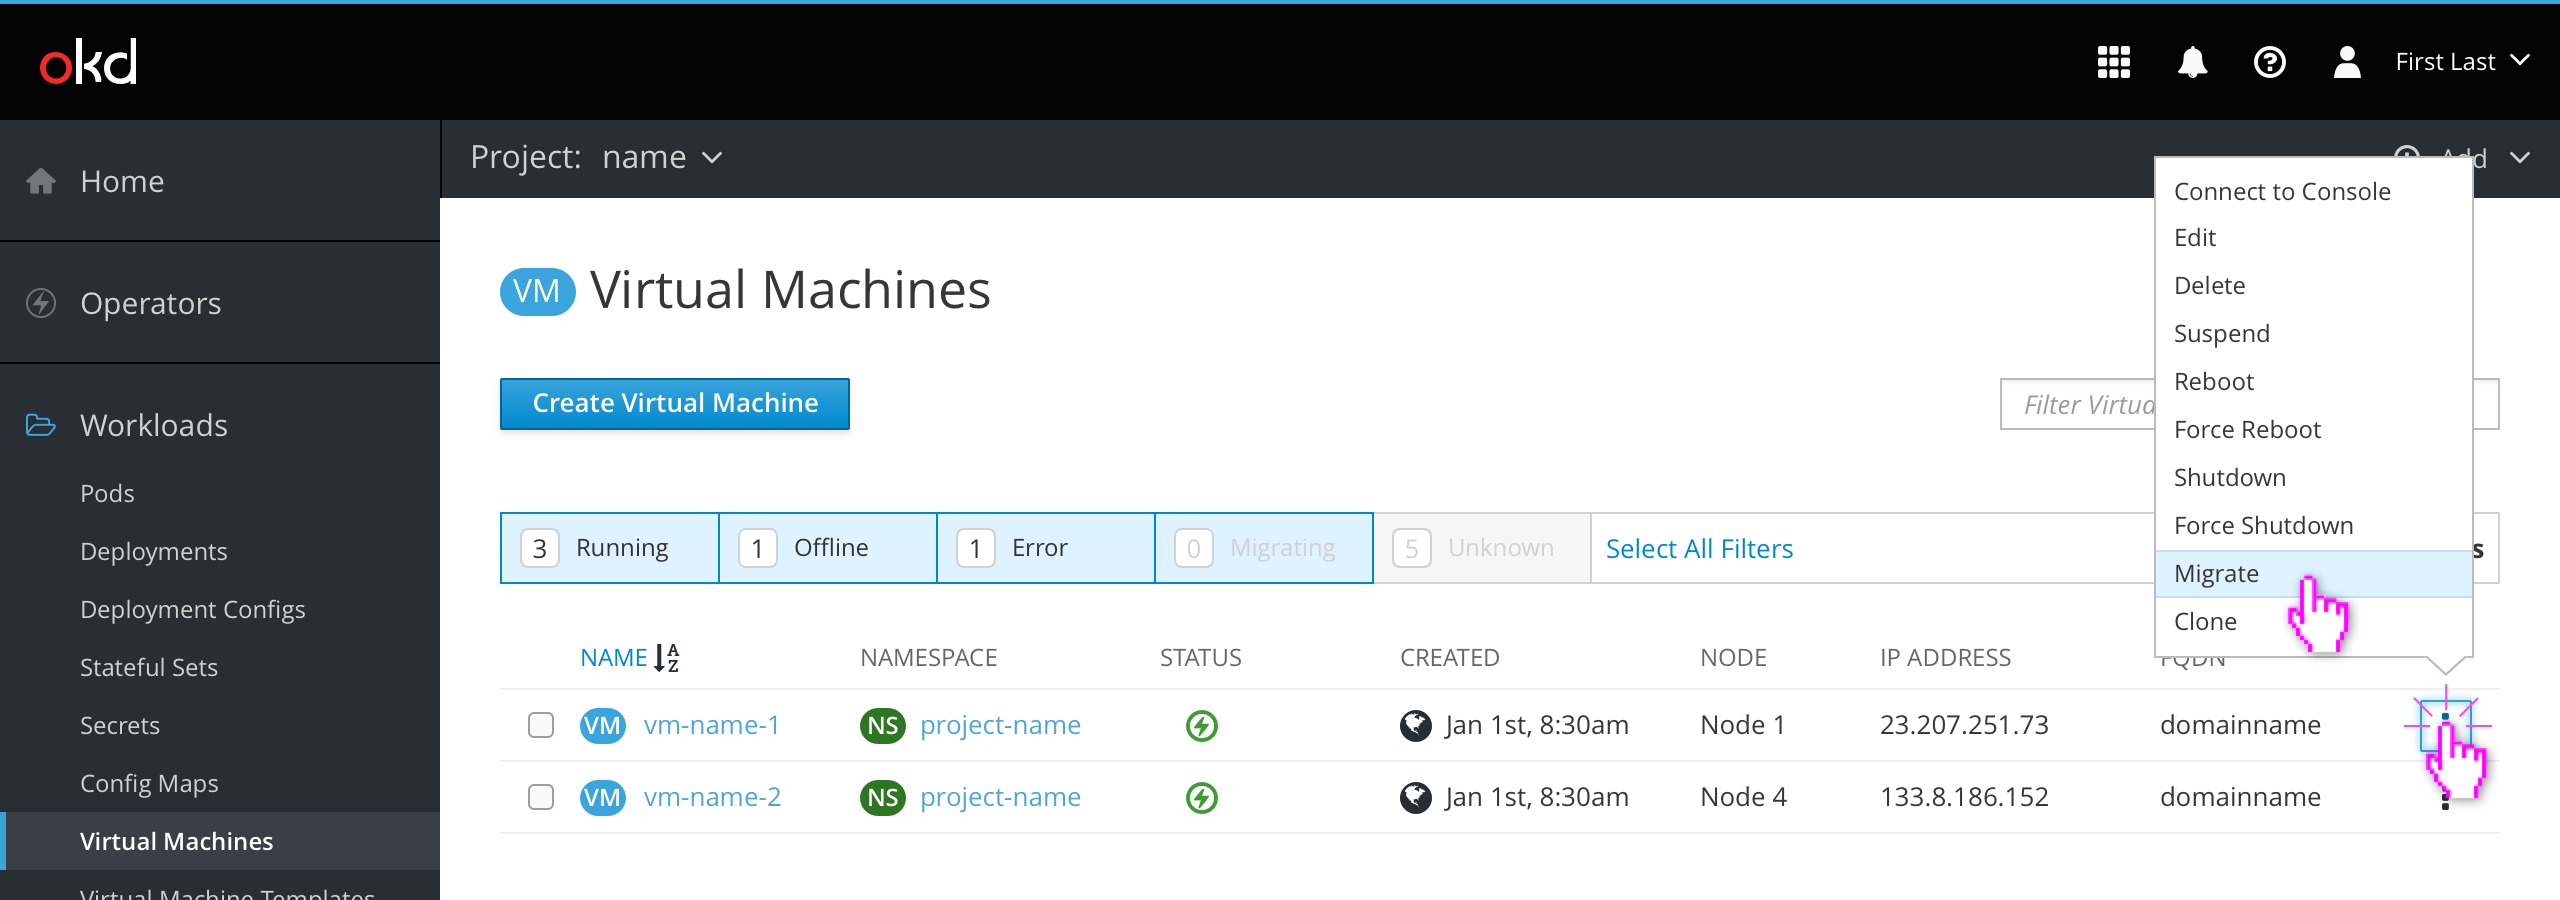 okd
First Last
Project: name
Add
Home
Operators
Workloads
Pods
Deployments
Deployment Configs
Stateful Sets
Secrets
Config Maps
Virtual Machines
Virtual Machine Templates
VM Virtual Machines
Create Virtual Machine
Filter
3 Running 1 Offline 1 Error 0 Migrating 5 Unknown Select All Filters
Connect to Console
Edit
Delete
Suspend
Reboot
Force Reboot
Shutdown
Force Shutdown
Migrate
Clone
NAME A Z NAMESPACE STATUS CREATED NODE IP ADDRESS FQDN
VM vm-name-1 NS project-name Jan 1st, 8:30am Node 1 23.207.251.73 domainname
VM vm-name-2 NS project-name Jan 1st, 8:30am Node 4 133.8.186.152 domainname